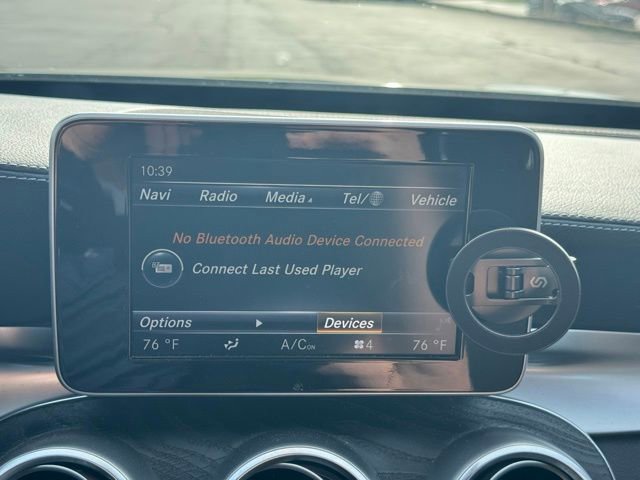 10:39
Navi Radio Media▲ Tel/ Vehicle
No Bluetooth Audio Device Connected
Connect Last Used Player
Options ▶ Devices
76 °F A/C ON 4 76 °F